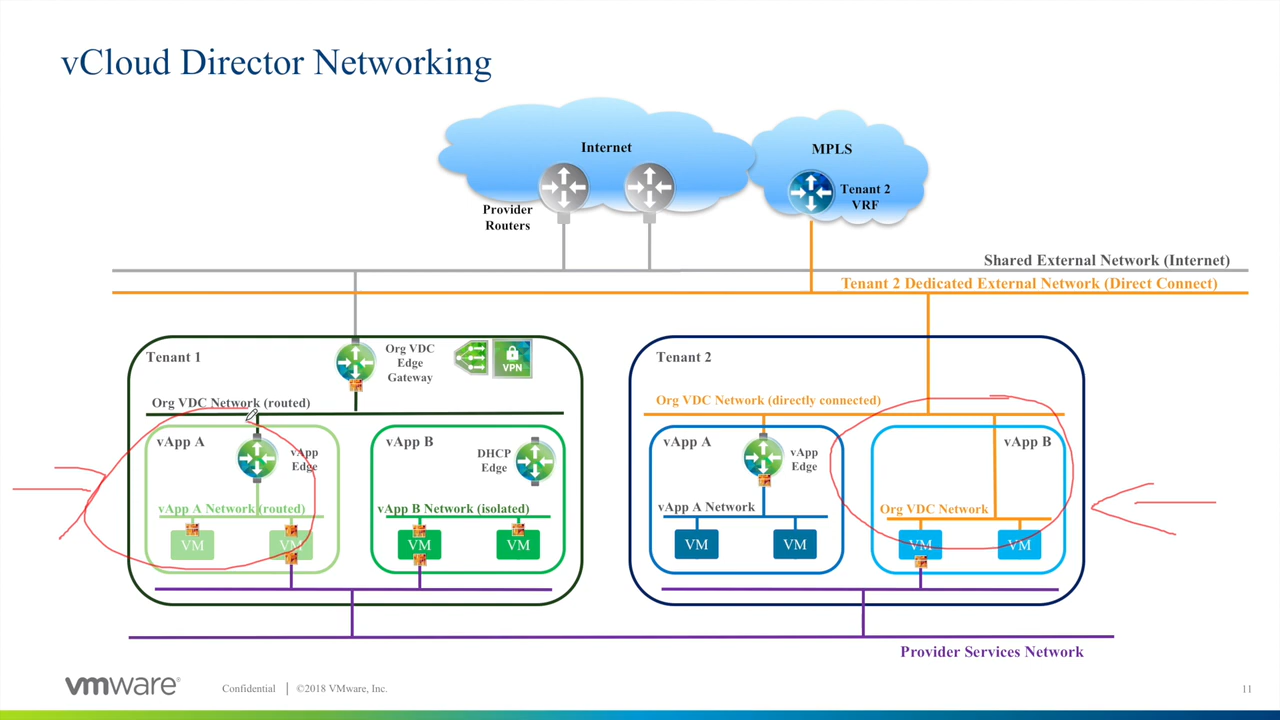 vCloud Director Networking
Internet
MPLS
Tenant 2
VRF
Provider
Routers
Shared External Network (Internet)
Tenant 2 Dedicated External Network (Direct Connect)
Tenant 1
Org VDC
Edge
Gateway
VPN
Org VDC Network (routed)
vApp A
vApp
Edge
vApp A Network (routed)
VM
VM
vApp B
DHCP
Edge
vApp B Network (isolated)
VM
VM
Tenant 2
Org VDC Network (directly connected)
vApp A
vApp
Edge
vApp A Network
VM
VM
vApp B
Org VDC Network
VM
VM
Provider Services Network
vmware®
Confidential | ©2018 VMware, Inc.
11